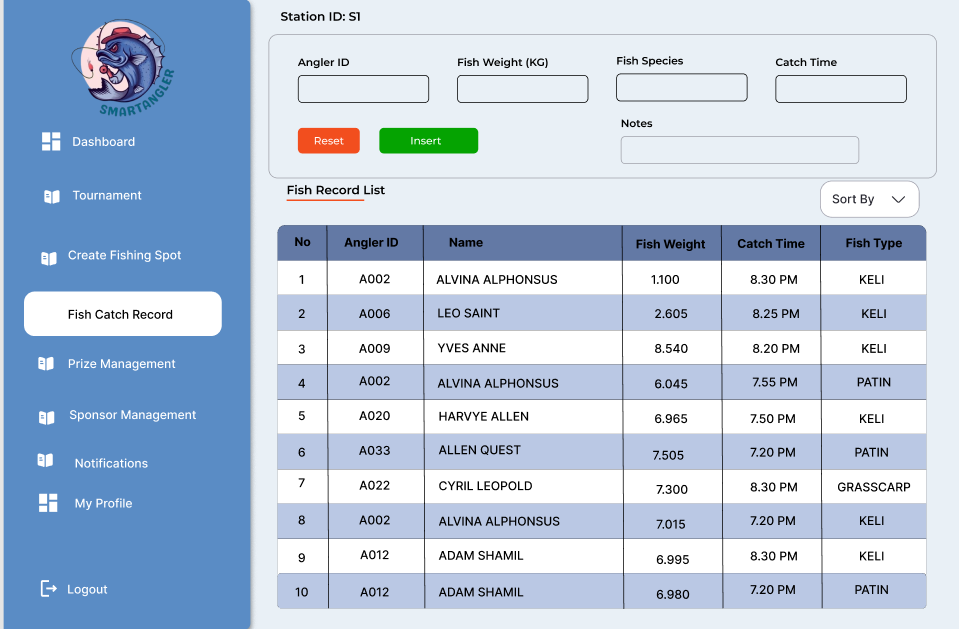 SMARTANGLER
Dashboard
Tournament
Create Fishing Spot
Fish Catch Record
Prize Management
Sponsor Management
Notifications
My Profile
Logout
Station ID: S1
Angler ID Fish Weight (KG) Fish Species Catch Time
Reset Insert
Notes
Fish Record List
Sort By
No Angler ID Name Fish Weight Catch Time Fish Type
1 A002 ALVINA ALPHONSUS 1.100 8.30 PM KELI
2 A006 LEO SAINT 2.605 8.25 PM KELI
3 A009 YVES ANNE 8.540 8.20 PM KELI
4 A002 ALVINA ALPHONSUS 6.045 7.55 PM PATIN
5 A020 HARVYE ALLEN 6.965 7.50 PM KELI
6 A033 ALLEN QUEST 7.505 7.20 PM PATIN
7 A022 CYRIL LEOPOLD 7.300 8.30 PM GRASSCARP
8 A002 ALVINA ALPHONSUS 7.015 7.20 PM KELI
9 A012 ADAM SHAMIL 6.995 8.30 PM KELI
10 A012 ADAM SHAMIL 6.980 7.20 PM PATIN